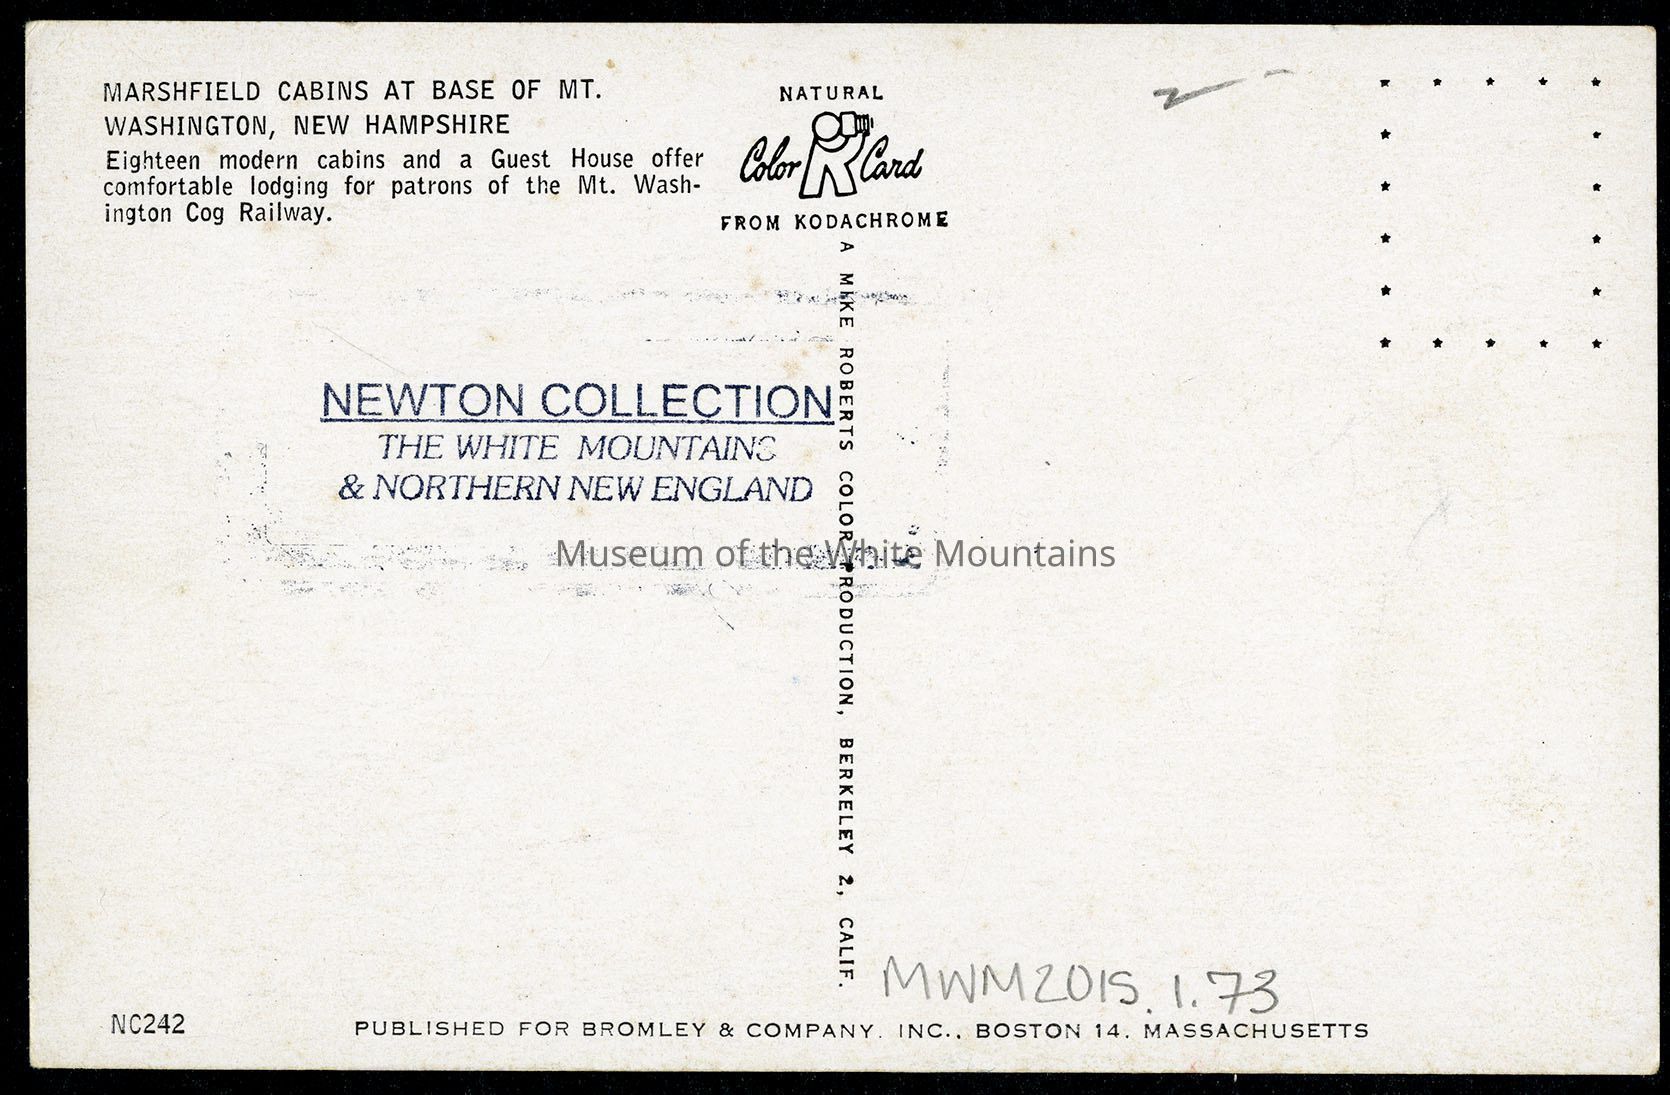 MARSHFIELD CABINS AT BASE OF MT.
WASHINGTON, NEW HAMPSHIRE
Eighteen modern cabins and a Guest House offer
comfortable lodging for patrons of the Mt. Wash-
ington Cog Railway.
NATURAL
Color R Card
FROM KODACHROME
A MIKE ROBERTS COLOR PRODUCTION, BERKELEY 2, CALIF.
NEWTON COLLECTION
THE WHITE MOUNTAINS
& NORTHERN NEW ENGLAND
Museum of the White Mountains
MWM2015.1.73
NC242
PUBLISHED FOR BROMLEY & COMPANY, INC., BOSTON 14, MASSACHUSETTS